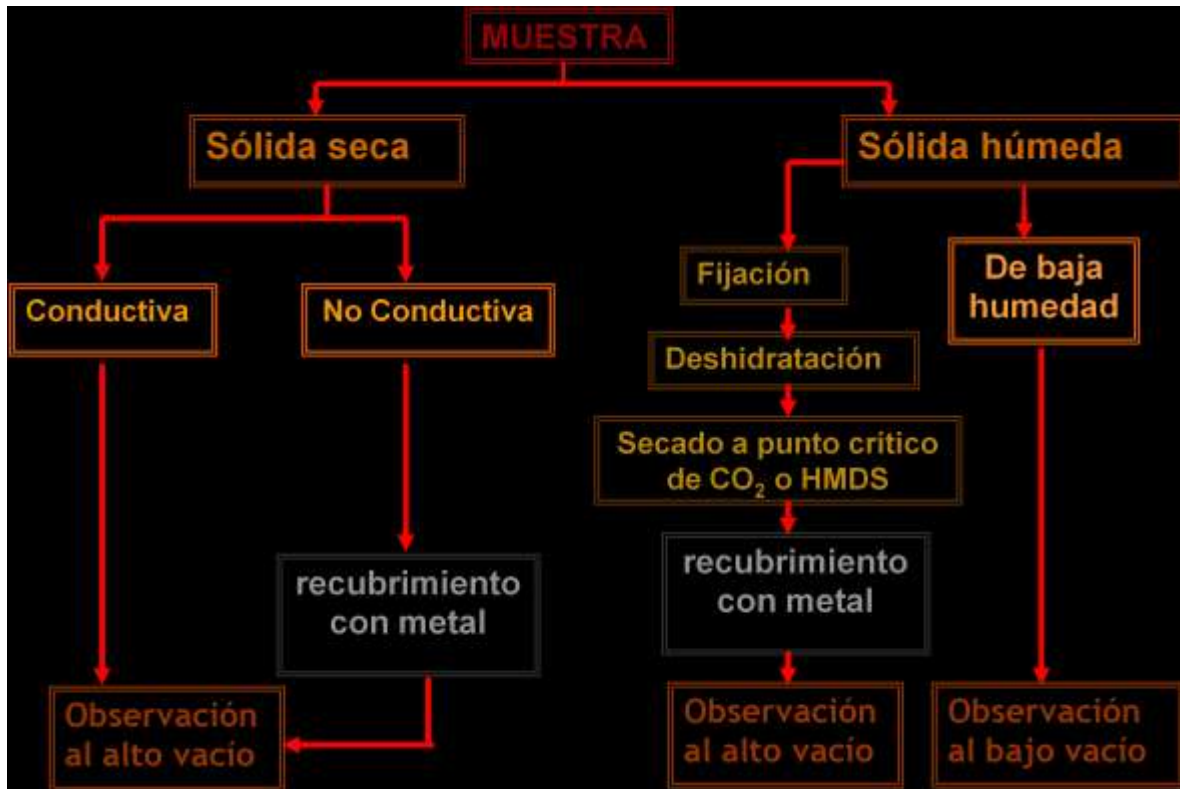 MUESTRA
Sólida seca
Sólida húmeda
Conductiva
No Conductiva
Fijación
De baja
humedad
Deshidratación
Secado a punto crítico
de CO₂ o HMDS
recubrimiento
con metal
recubrimiento
con metal
Observación
al alto vacío
Observación
al alto vacío
Observación
al bajo vacío